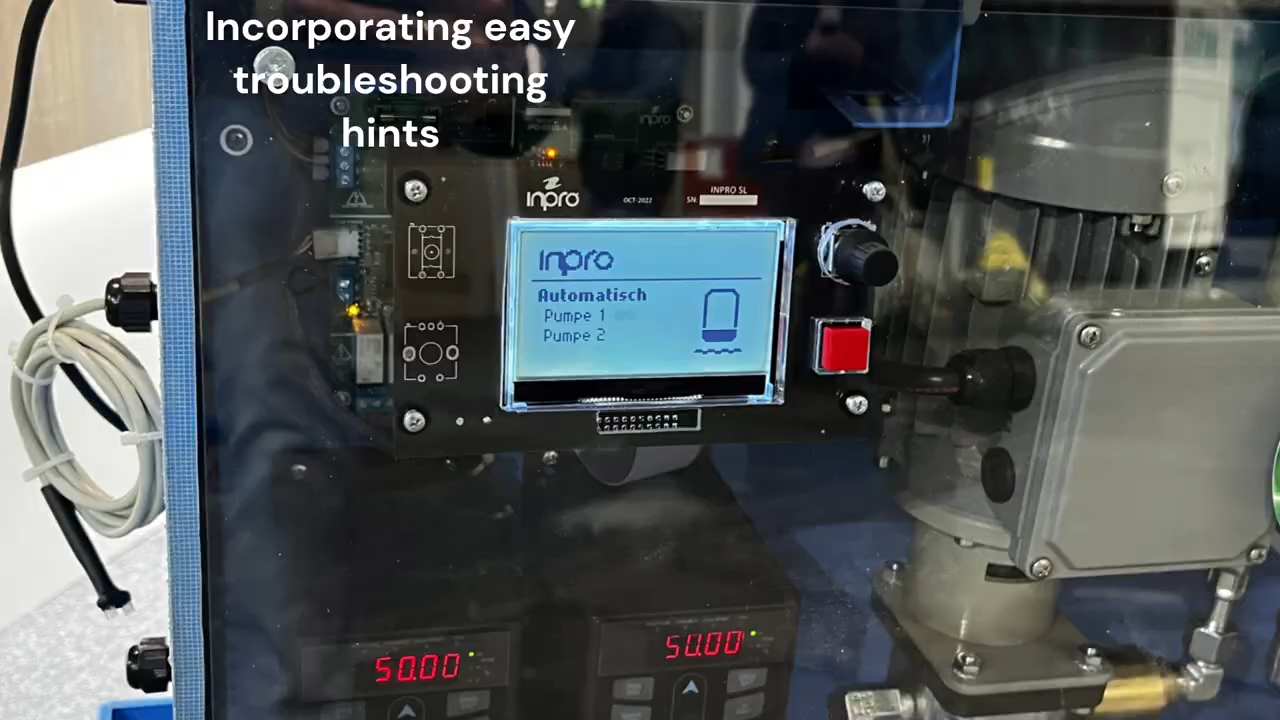 Incorporating easy
troubleshooting
hints
inpro
inpro
OCT-2022
INPRO SL
SN:
inpro
Automatisch
Pumpe 1
Pumpe 2
50.00
50.00